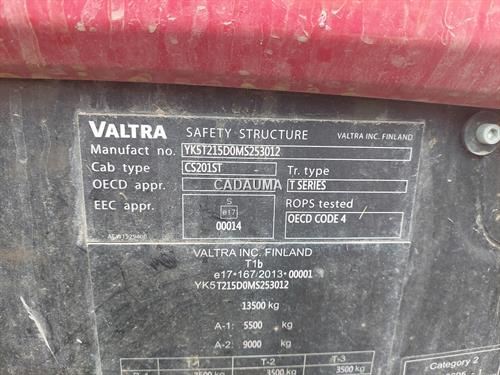 VALTRA SAFETY STRUCTURE VALTRA INC. FINLAND
Manufact no. YK5T215D0MS253012
Cab type CS201ST Tr. type
OECD appr. CADAUMA T SERIES
EEC appr. S e17 00014 ROPS tested OECD CODE 4
VALTRA INC. FINLAND
T1b
e17*167/2013*00001
YK5T215D0MS253012
13500 kg
A-1: 5500 kg
A-2: 9000 kg
T-1 T-2 T-3
3500 kg 3500 kg
Category 2